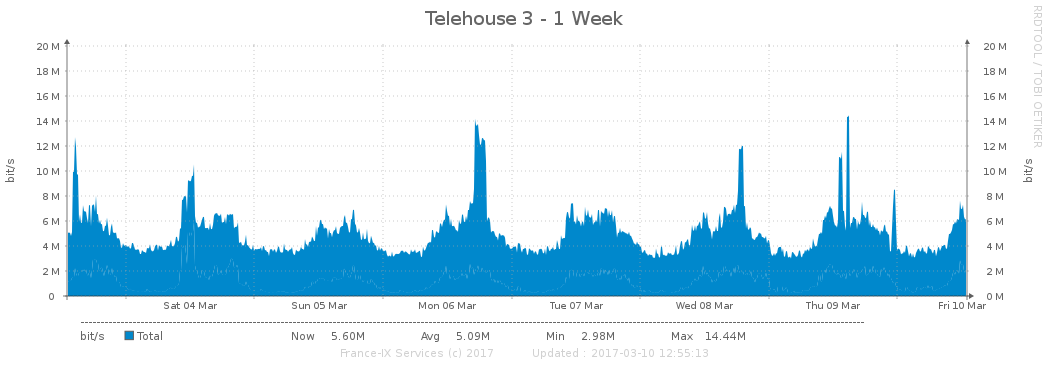 Telehouse 3 - 1 Week
RRDTOOL / TOBI OETIKER
bit/s
20 M
18 M
16 M
14 M
12 M
10 M
8 M
6 M
4 M
2 M
0
20 M
18 M
16 M
14 M
12 M
10 M
8 M
6 M
4 M
2 M
0 M
bit/s
Sat 04 Mar Sun 05 Mar Mon 06 Mar Tue 07 Mar Wed 08 Mar Thu 09 Mar Fri 10 Mar
bit/s Total Now 5.60M Avg 5.09M Min 2.98M Max 14.44M
France-IX Services (c) 2017 Updated : 2017-03-10 12:55:13